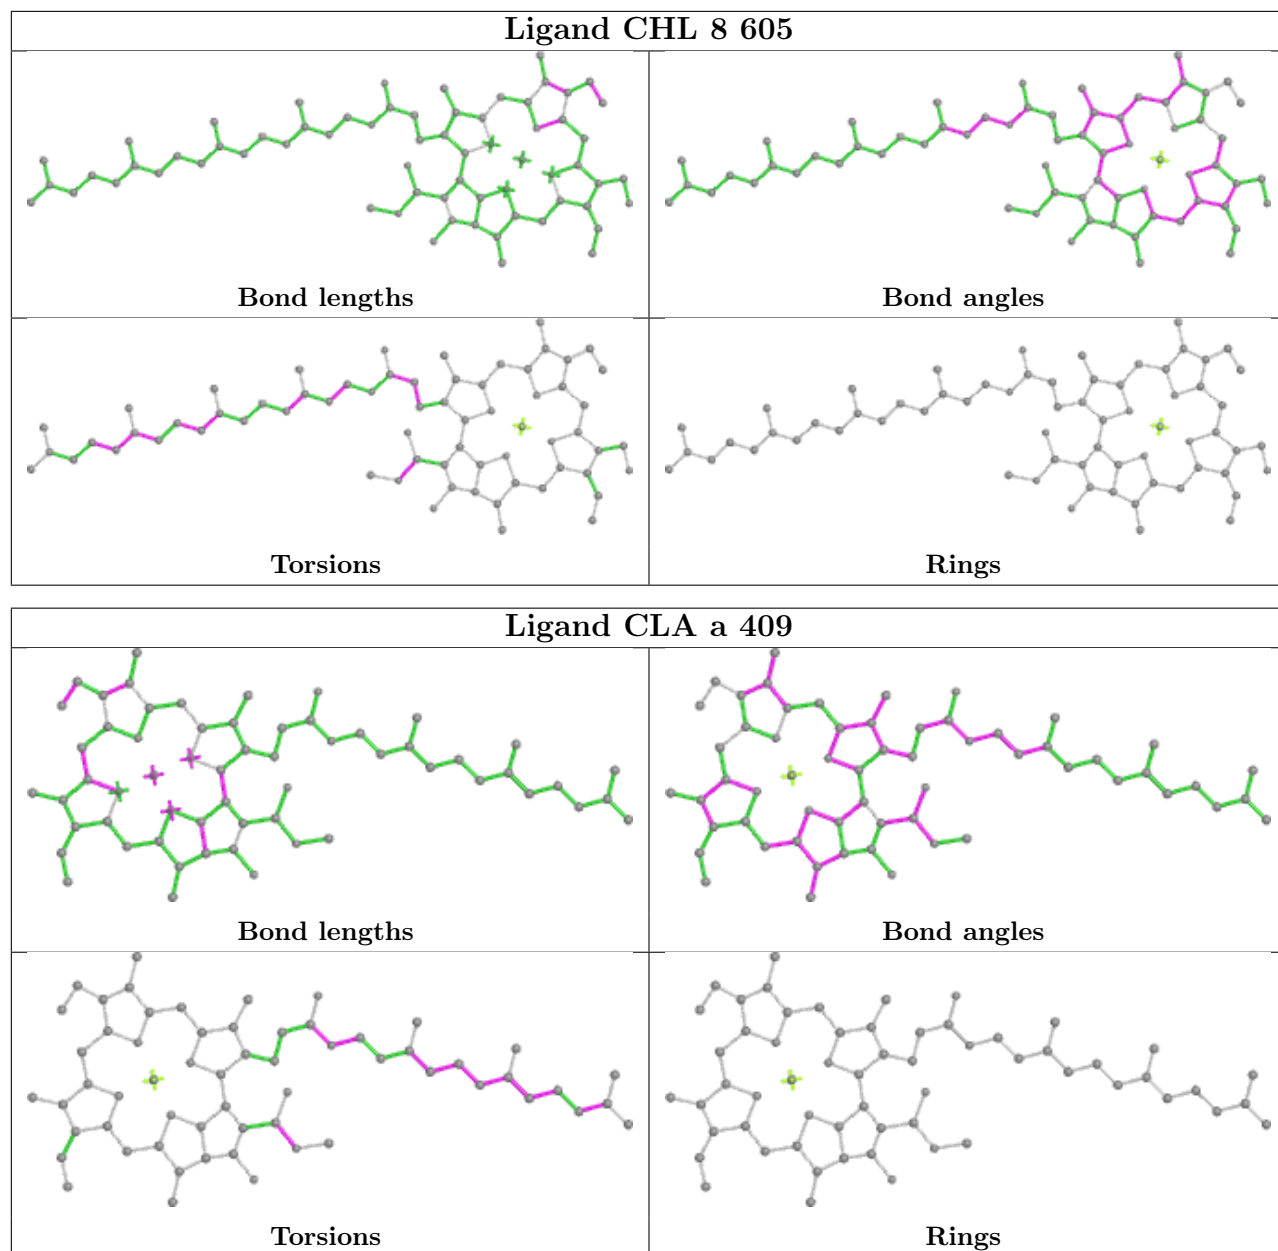 Ligand CHL 8 605
Bond lengths
Bond angles
Torsions
Rings
Ligand CLA a 409
Bond lengths
Bond angles
Torsions
Rings